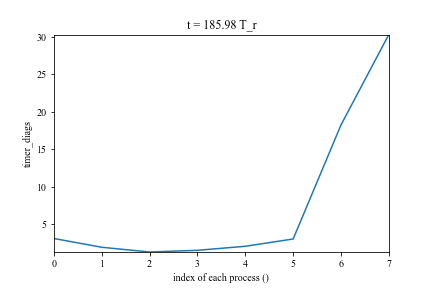 t = 185.98 T_r
30
25
20
15
10
5
timer_diags
0 1 2 3 4 5 6 7
index of each process ()